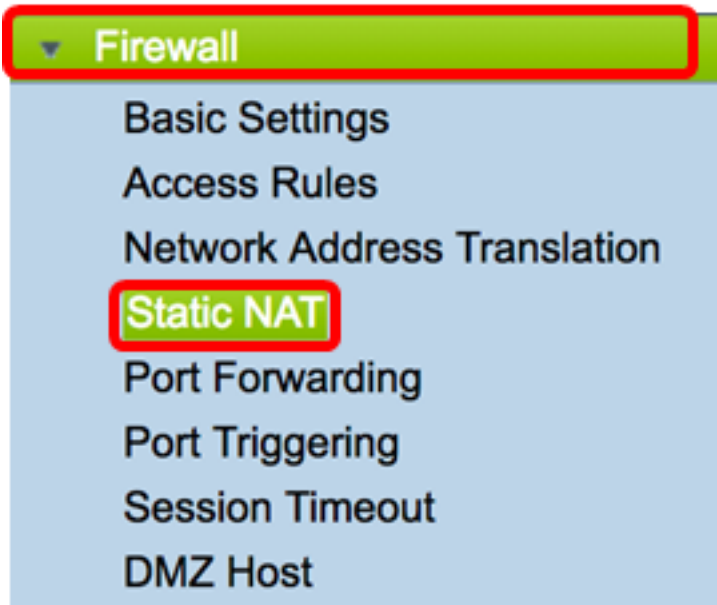 Firewall
Basic Settings
Access Rules
Network Address Translation
Static NAT
Port Forwarding
Port Triggering
Session Timeout
DMZ Host